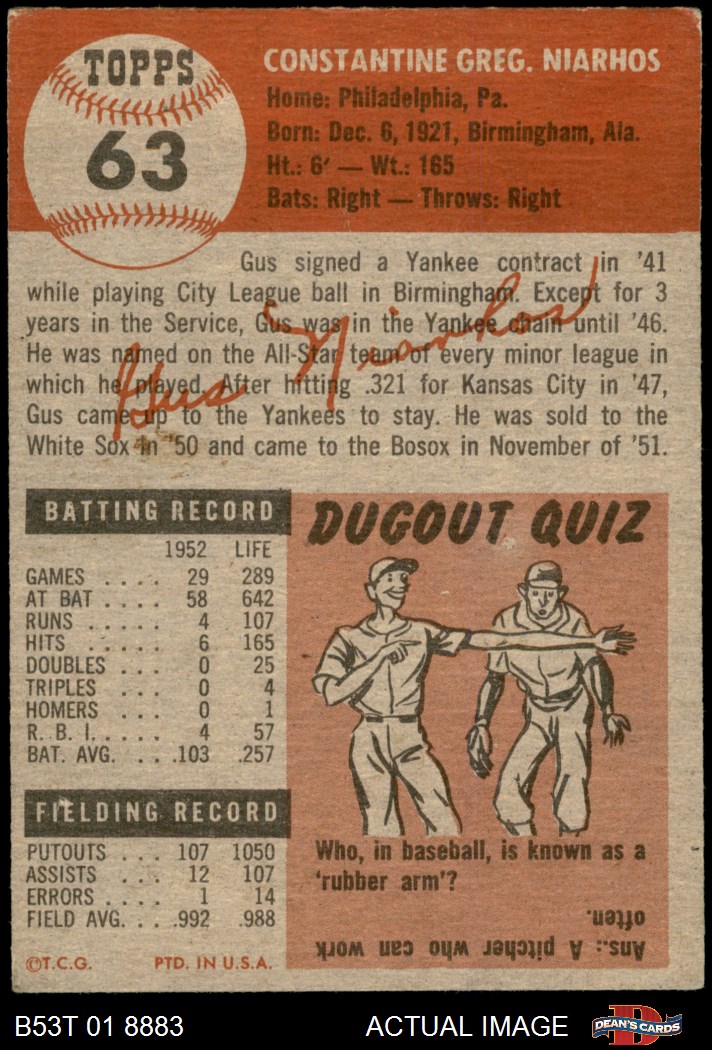 TOPPS
63
CONSTANTINE GREG. NIARHOS
Home: Philadelphia, Pa.
Born: Dec. 6, 1921, Birmingham, Ala.
Ht.: 6' — Wt.: 165
Bats: Right — Throws: Right
Gus signed a Yankee contract in '41
while playing City League ball in Birmingham. Except for 3
years in the Service, Gus was in the Yankee chain until '46.
He was named on the All-Star team of every minor league in
which he played. After hitting .321 for Kansas City in '47,
Gus came up to the Yankees to stay. He was sold to the
White Sox in '50 and came to the Bosox in November of '51.
Gus Niarhos
BATTING RECORD
1952 LIFE
GAMES .... 29 289
AT BAT .... 58 642
RUNS ..... 4 107
HITS ..... 6 165
DOUBLES ... 0 25
TRIPLES ... 0 4
HOMERS ... 0 1
R. B. I. .... 4 57
BAT. AVG. ... .103 .257
FIELDING RECORD
PUTOUTS ... 107 1050
ASSISTS ... 12 107
ERRORS .... 1 14
FIELD AVG. ... .992 .988
©T.C.G. PTD. IN U.S.A.
DUGOUT QUIZ
Who, in baseball, is known as a
'rubber arm'?
Ans.: A pitcher who can work
often.
B53T 01 8883
ACTUAL IMAGE
D
DEAN'S CARDS